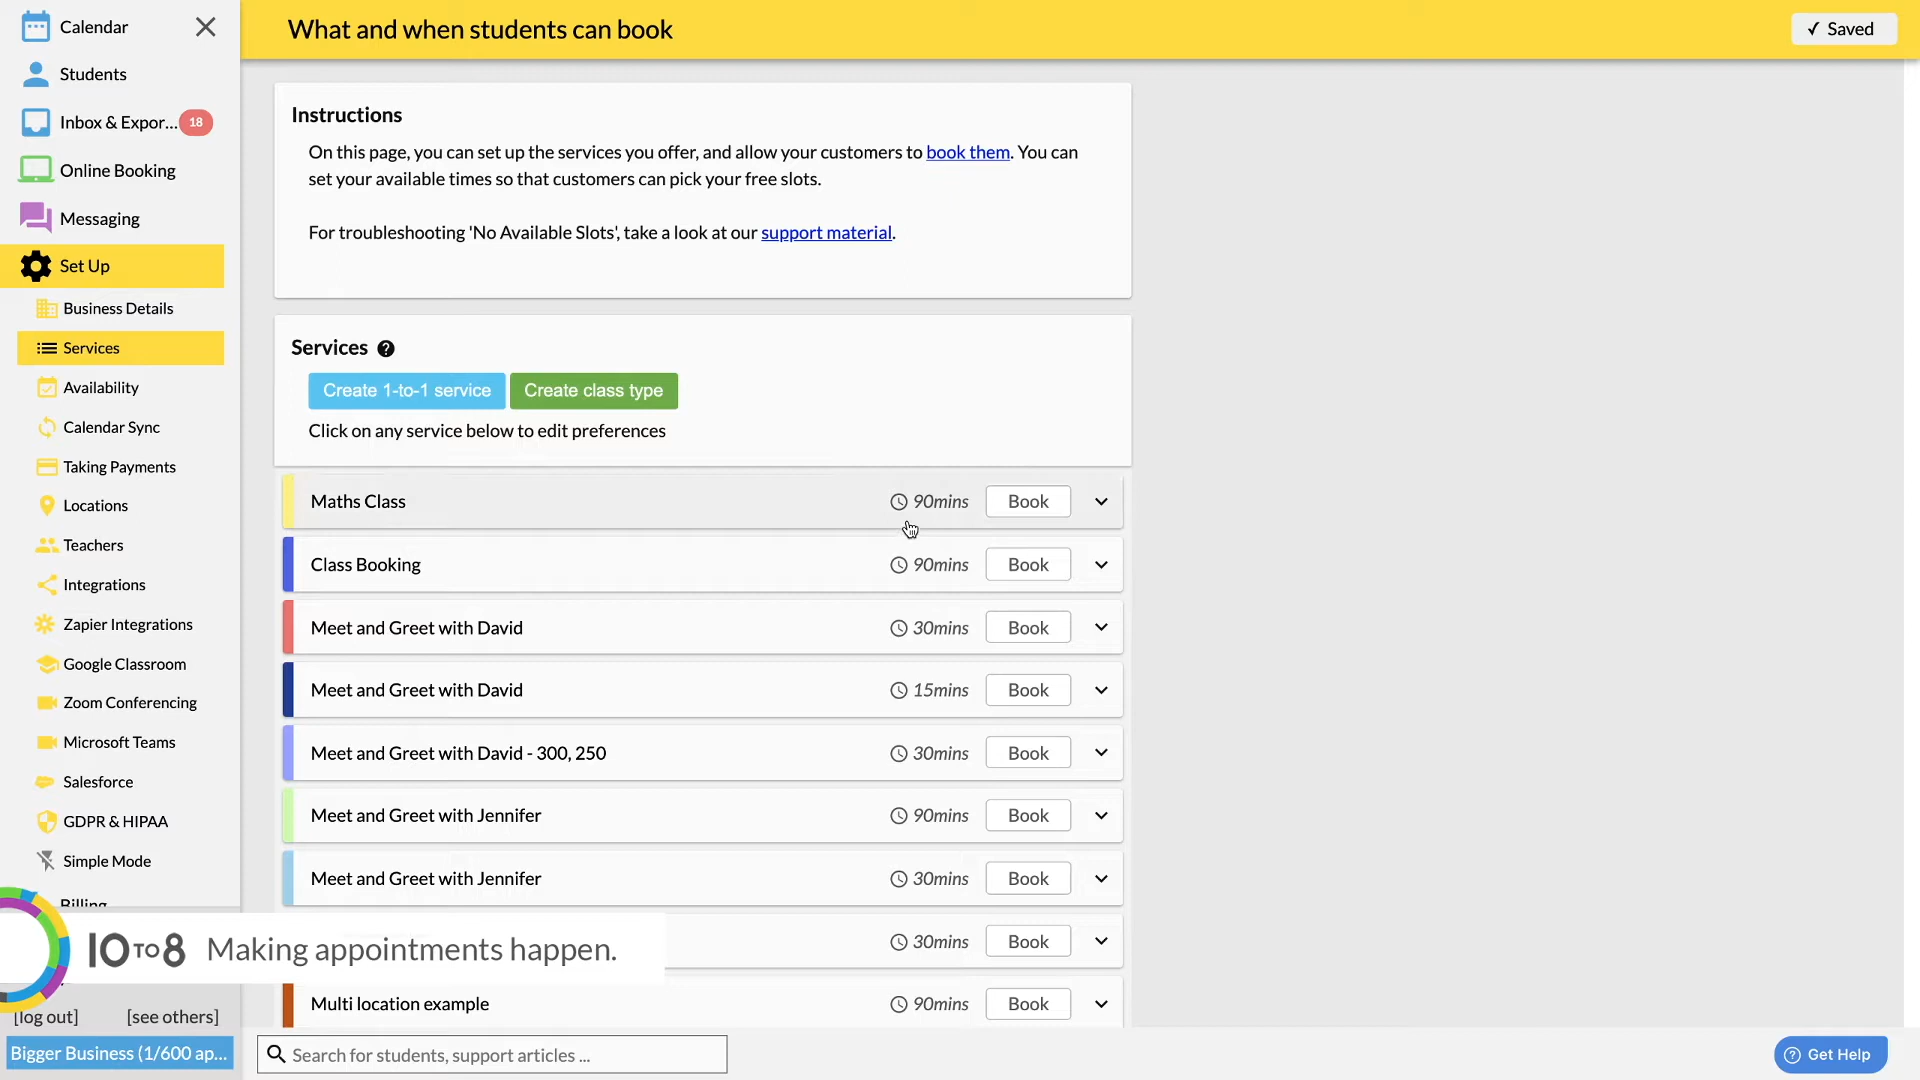 Calendar
Students
Inbox & Expor... 18
Online Booking
Messaging
Set Up
Business Details
Services
Availability
Calendar Sync
Taking Payments
Locations
Teachers
Integrations
Zapier Integrations
Google Classroom
Zoom Conferencing
Microsoft Teams
Salesforce
GDPR & HIPAA
Simple Mode
Billing
[log out] [see others]
Bigger Business (1/600 ap...
What and when students can book
✓ Saved
Instructions
On this page, you can set up the services you offer, and allow your customers to book them. You can
set your available times so that customers can pick your free slots.
For troubleshooting 'No Available Slots', take a look at our support material.
Services ?
Create 1-to-1 service Create class type
Click on any service below to edit preferences
Maths Class 90mins Book
Class Booking 90mins Book
Meet and Greet with David 30mins Book
Meet and Greet with David 15mins Book
Meet and Greet with David - 300, 250 30mins Book
Meet and Greet with Jennifer 90mins Book
Meet and Greet with Jennifer 30mins Book
30mins Book
Multi location example 90mins Book
10TO8 Making appointments happen.
Search for students, support articles ...
? Get Help